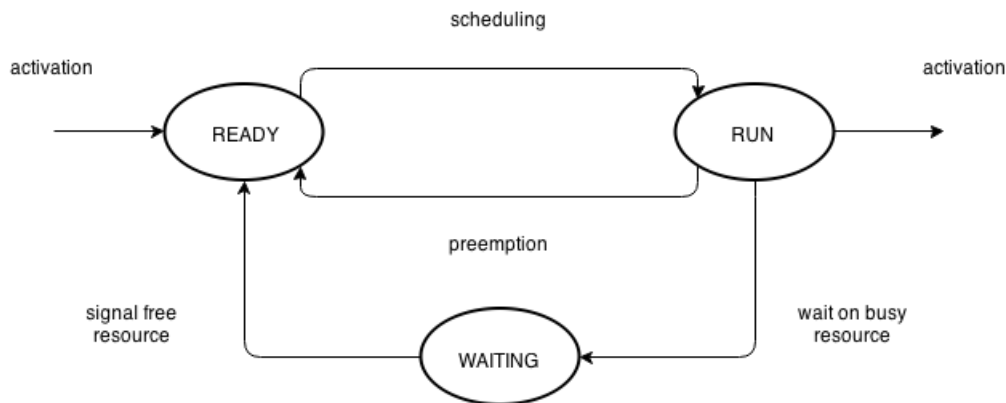 scheduling
activation
activation
READY
RUN
preemption
signal free
resource
wait on busy
resource
WAITING